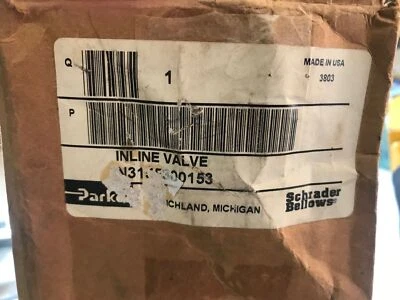 Q
1
MADE IN USA
3803
P
INLINE VALVE
Parker
RICHLAND, MICHIGAN
Schrader
Bellows